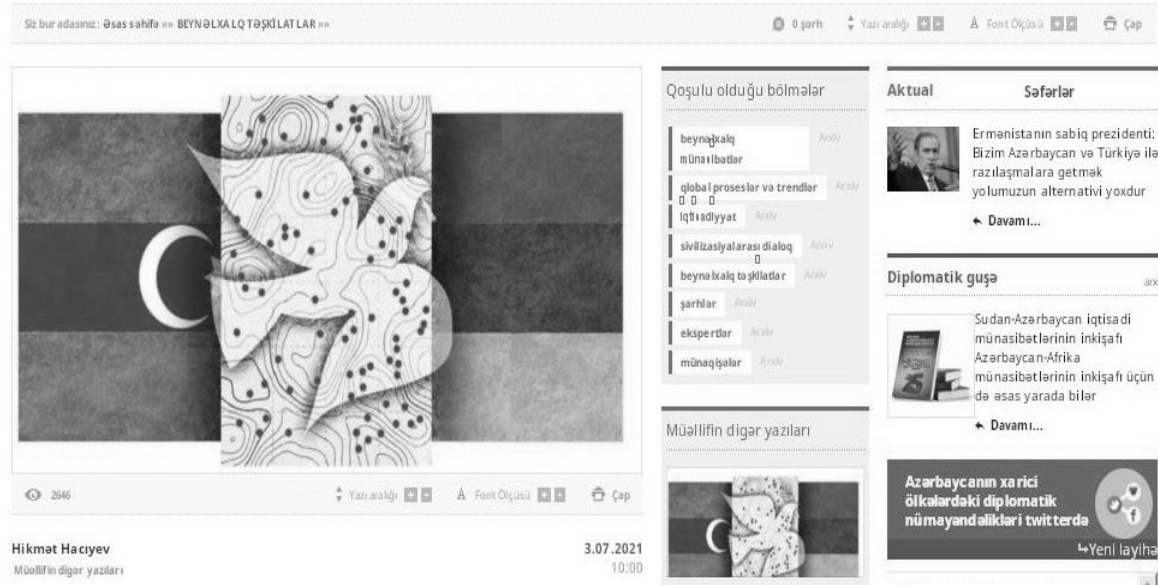 Siz bur adasınız: Əsas səhifə »» BEYNƏLXALQ TƏŞKİLATLAR »»
0 şərh
Yazı aralığı
Font Ölçüsü
Çap
2646
Yazı aralığı
Font Ölçüsü
Çap
Hikmət Hacıyev
3.07.2021
Müəllifin digər yazıları
10:00
Qoşulu olduğu bölmələr
beynəlxalq Arxiv
münasibətlər
qlobal proseslər və trendlər Arxiv
iqtisadiyyat Arxiv
sivilizasiyalarası dialoq Arxiv
beynəlxalq təşkilatlar Arxiv
şərhlər Arxiv
ekspertlər Arxiv
münaqişələr Arxiv
Müəllifin digər yazıları
Aktual
Səfərlər
Ermənistanın sabiq prezidenti:
Bizim Azərbaycan və Türkiyə ilə
razılaşmalara getmək
yolumuzun alternativi yoxdur
Davamı...
Diplomatik guşə
arx
Sudan-Azərbaycan iqtisadi
münasibətlərinin inkişafı
Azərbaycan-Afrika
münasibətlərinin inkişafı üçün
də əsas yarada bilər
25
Davamı...
Azərbaycanın xarici
ölkələrdəki diplomatik
nümayəndəlikləri twitterdə
Yeni layihə